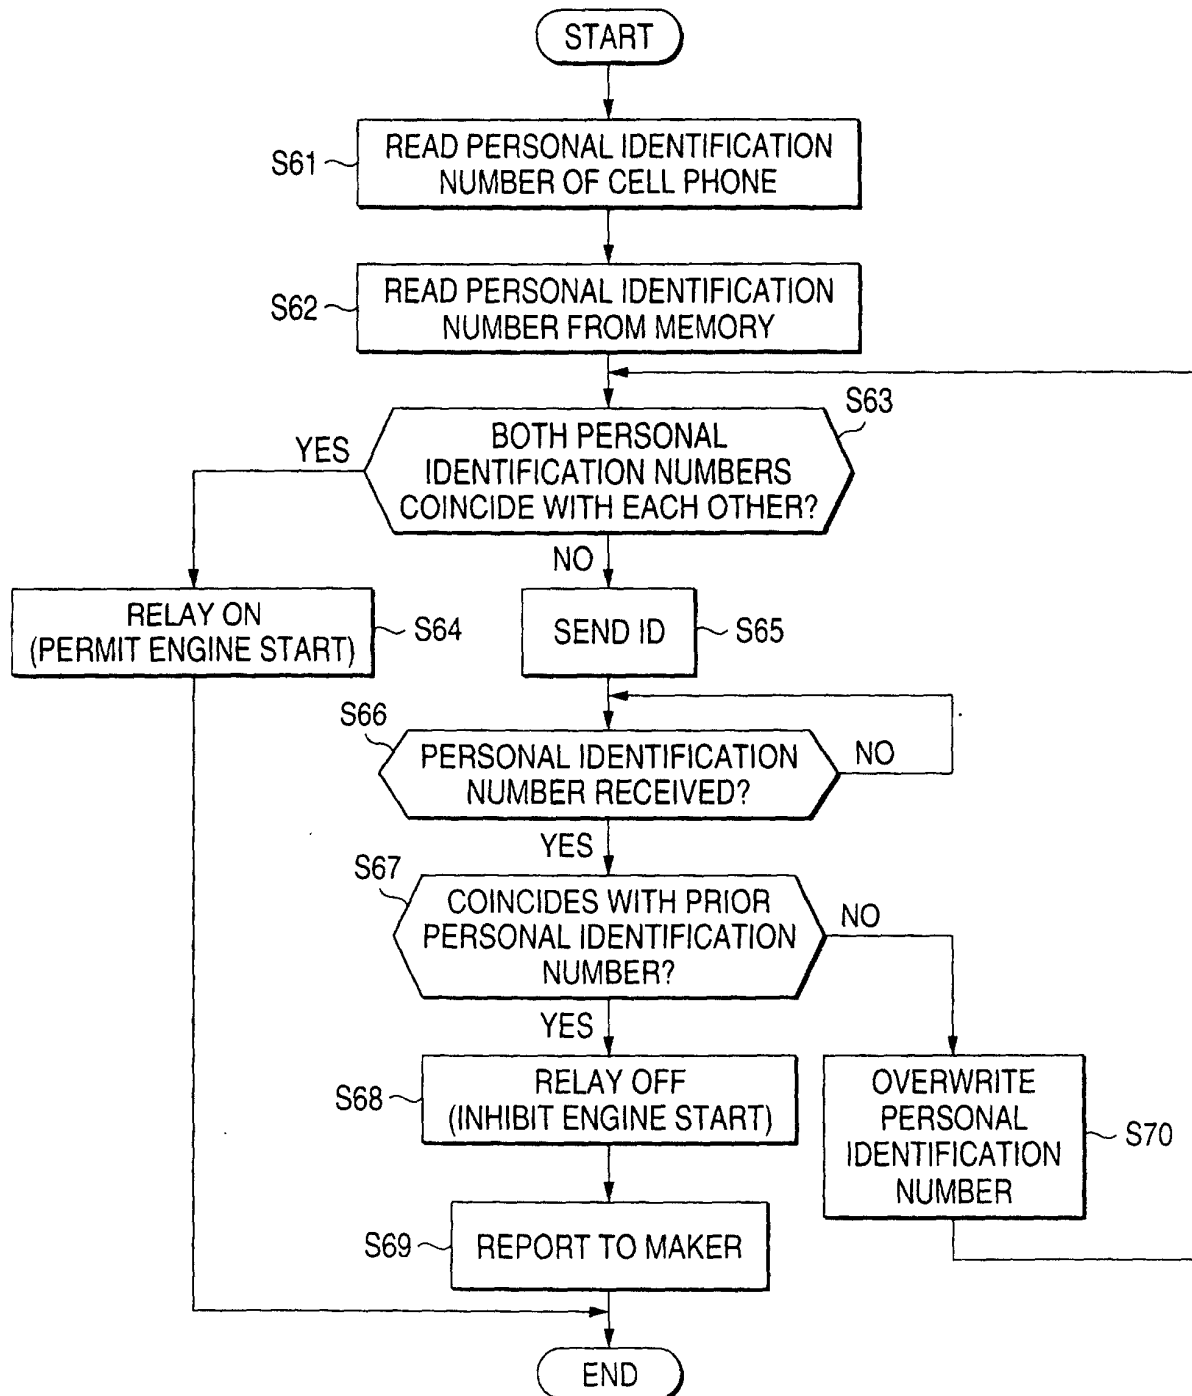 START
S61
READ PERSONAL IDENTIFICATION
NUMBER OF CELL PHONE
S62
READ PERSONAL IDENTIFICATION
NUMBER FROM MEMORY
S63
YES
BOTH PERSONAL
IDENTIFICATION NUMBERS
COINCIDE WITH EACH OTHER?
NO
RELAY ON
(PERMIT ENGINE START)
S64
SEND ID
S65
S66
PERSONAL IDENTIFICATION
NUMBER RECEIVED?
NO
YES
S67
COINCIDES WITH PRIOR
PERSONAL IDENTIFICATION
NUMBER?
NO
YES
S68
RELAY OFF
(INHIBIT ENGINE START)
OVERWRITE
PERSONAL
IDENTIFICATION
NUMBER
S70
S69
REPORT TO MAKER
END